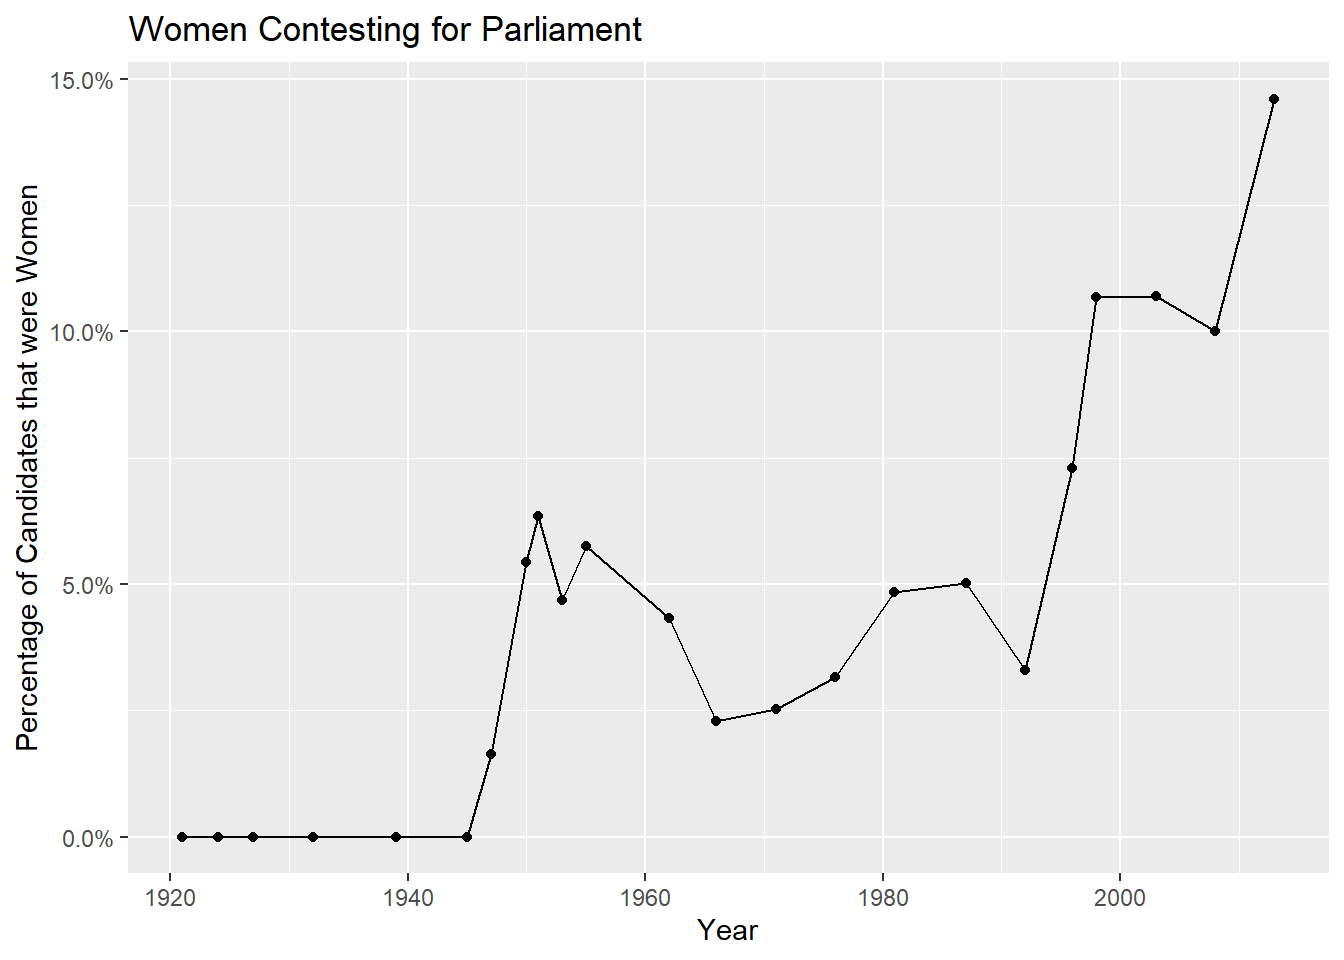 Women Contesting for Parliament
15.0%
10.0%
5.0%
0.0%
Percentage of Candidates that were Women
1920 1940 1960 1980 2000
Year